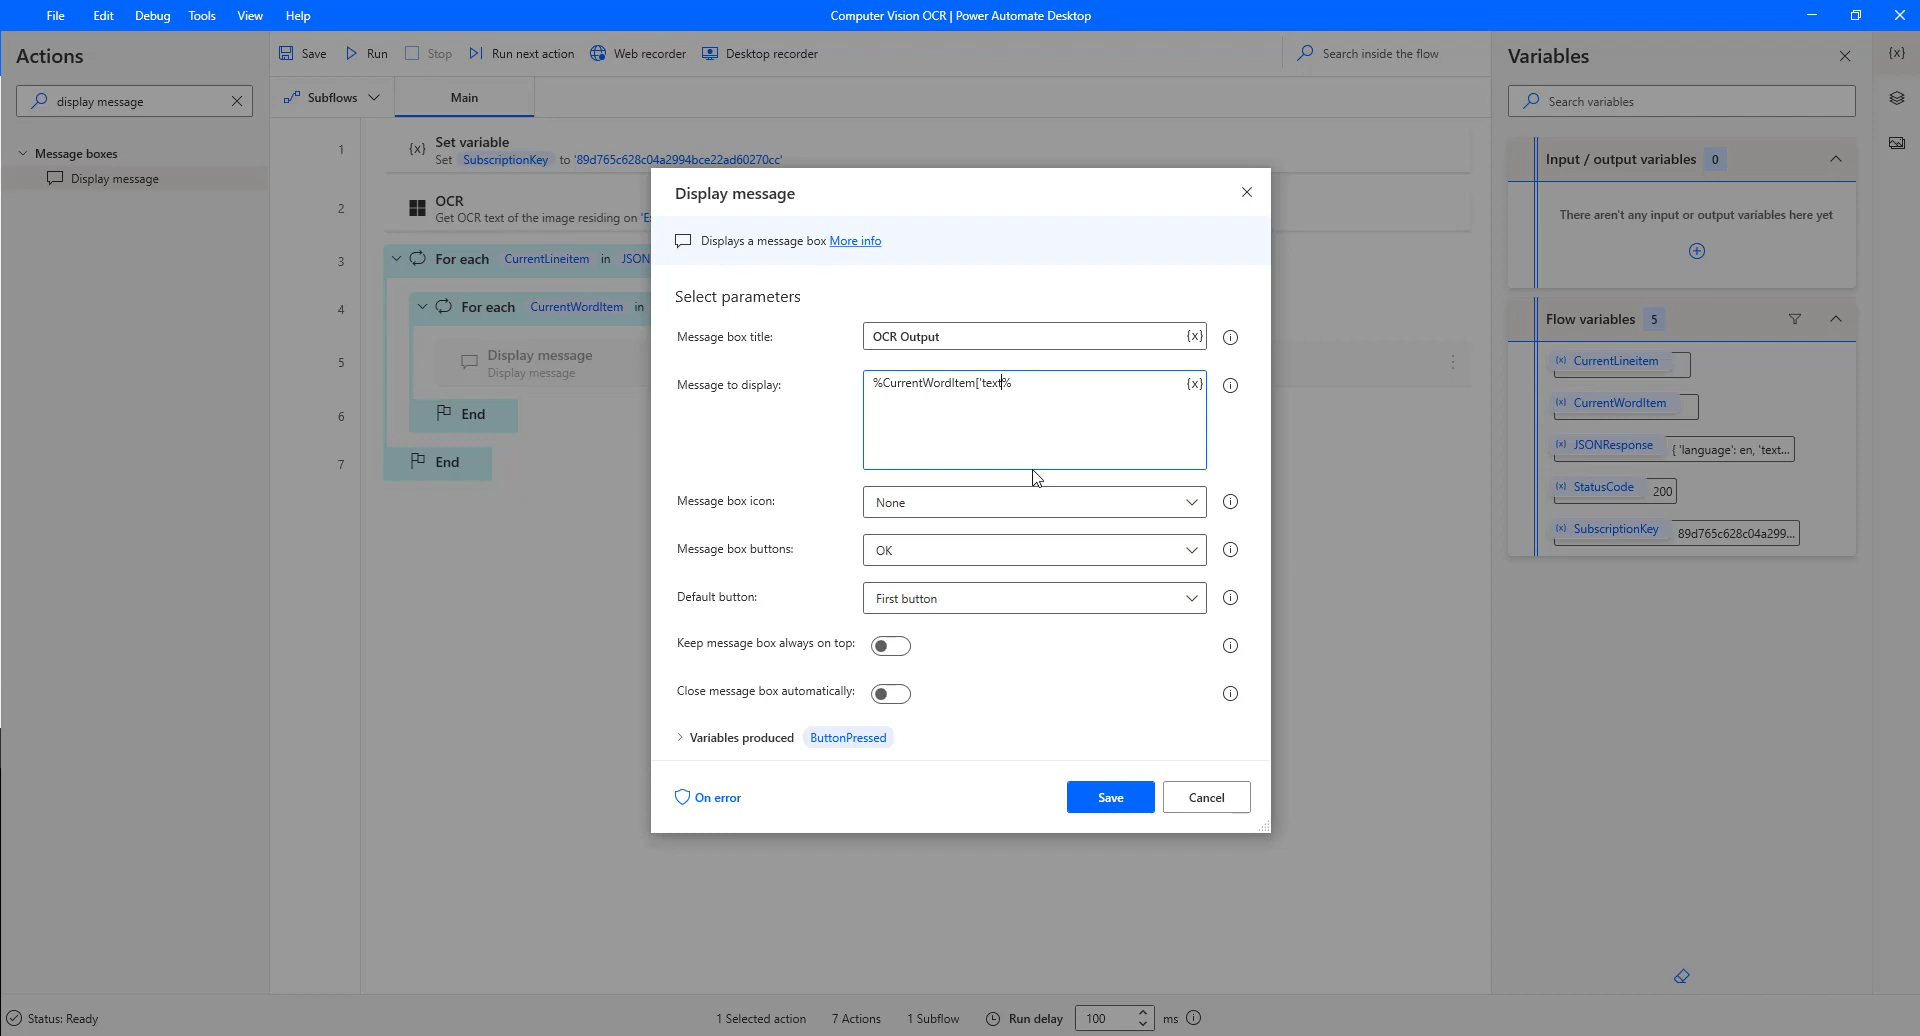 File Edit Debug Tools View Help
Computer Vision OCR | Power Automate Desktop
Actions
display message
Message boxes
Display message
Save Run Stop Run next action Web recorder Desktop recorder
Search inside the flow
Subflows Main
1 {x} Set variable
Set SubscriptionKey to '89d765c628c04a2994bce22ad60270cc'
2 OCR
Get OCR text of the image residing on
3 For each CurrentLineitem in JSON
4 For each CurrentWordItem in
5 Display message
Display message
6 End
7 End
Display message
Displays a message box More info
Select parameters
Message box title: OCR Output {x}
Message to display: %CurrentWordItem['text% {x}
Message box icon: None
Message box buttons: OK
Default button: First button
Keep message box always on top:
Close message box automatically:
Variables produced ButtonPressed
On error Save Cancel
Variables {x}
Search variables
Input / output variables 0
There aren't any input or output variables here yet
Flow variables 5
{x} CurrentLineitem
{x} CurrentWordItem
{x} JSONResponse { 'language': en, 'text...
{x} StatusCode 200
{x} SubscriptionKey 89d765c628c04a299...
Status: Ready 1 Selected action 7 Actions 1 Subflow Run delay 100 ms